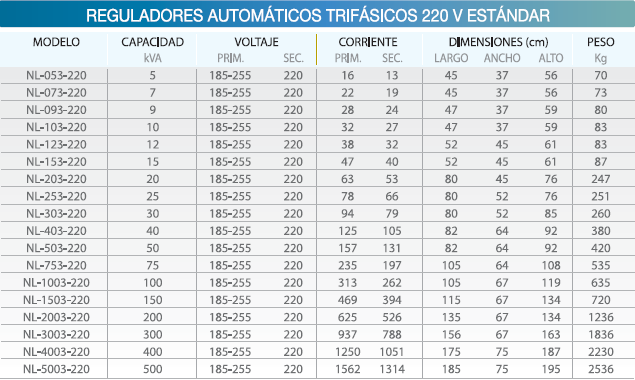 REGULADORES AUTOMÁTICOS TRIFÁSICOS 220 V ESTÁNDAR
MODELO CAPACIDAD VOLTAJE CORRIENTE DIMENSIONES (cm) PESO
kVA PRIM. SEC. PRIM. SEC. LARGO ANCHO ALTO Kg
NL-053-220 5 185-255 220 16 13 45 37 56 70
NL-073-220 7 185-255 220 22 19 45 37 56 73
NL-093-220 9 185-255 220 28 24 47 37 59 80
NL-103-220 10 185-255 220 32 27 47 37 59 83
NL-123-220 12 185-255 220 38 32 52 45 61 83
NL-153-220 15 185-255 220 47 40 52 45 61 87
NL-203-220 20 185-255 220 63 53 80 45 76 247
NL-253-220 25 185-255 220 78 66 80 52 76 251
NL-303-220 30 185-255 220 94 79 80 52 85 260
NL-403-220 40 185-255 220 125 105 82 64 92 380
NL-503-220 50 185-255 220 157 131 82 64 92 420
NL-753-220 75 185-255 220 235 197 105 64 108 535
NL-1003-220 100 185-255 220 313 262 105 67 119 635
NL-1503-220 150 185-255 220 469 394 115 67 134 720
NL-2003-220 200 185-255 220 625 526 135 67 134 1236
NL-3003-220 300 185-255 220 937 788 156 67 163 1836
NL-4003-220 400 185-255 220 1250 1051 175 75 187 2230
NL-5003-220 500 185-255 220 1562 1314 185 75 195 2536